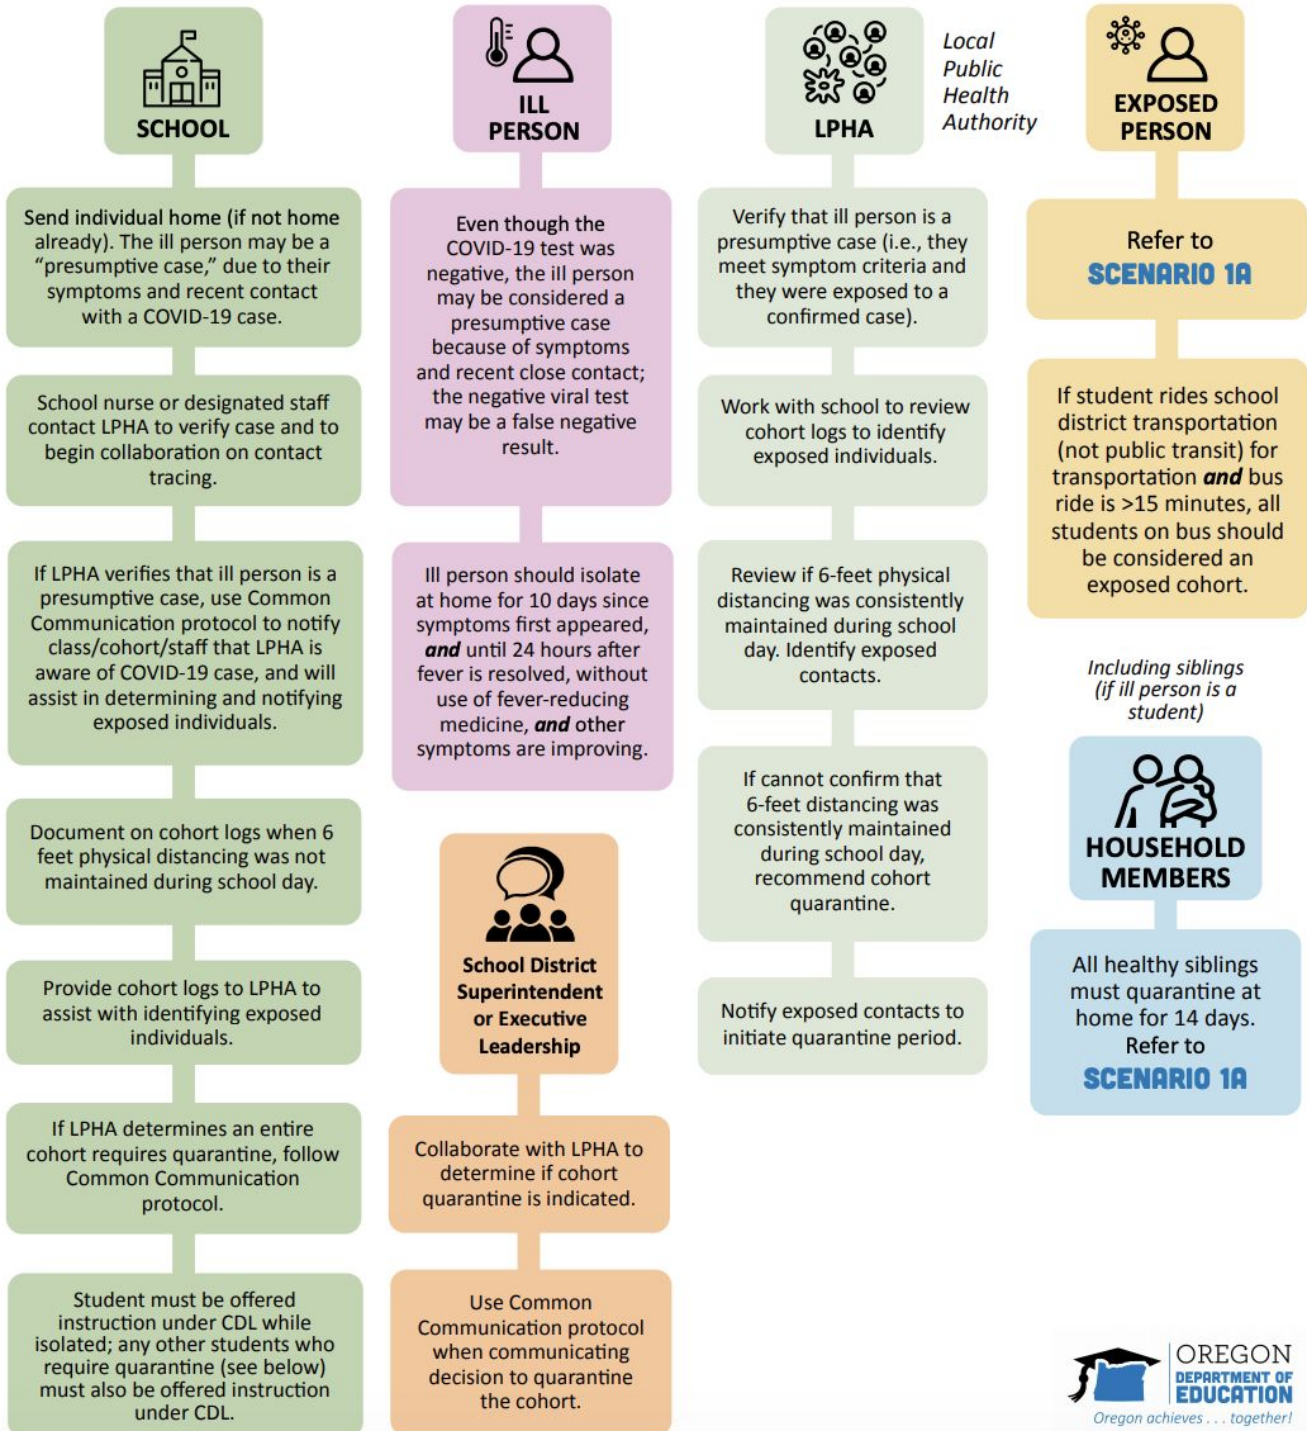 SCHOOL
Send individual home (if not home
already). The ill person may be a
“presumptive case,” due to their
symptoms and recent contact
with a COVID-19 case.
School nurse or designated staff
contact LPHA to verify case and to
begin collaboration on contact
tracing.
If LPHA verifies that ill person is a
presumptive case, use Common
Communication protocol to notify
class/cohort/staff that LPHA is
aware of COVID-19 case, and will
assist in determining and notifying
exposed individuals.
Document on cohort logs when 6
feet physical distancing was not
maintained during school day.
Provide cohort logs to LPHA to
assist with identifying exposed
individuals.
If LPHA determines an entire
cohort requires quarantine, follow
Common Communication
protocol.
Student must be offered
instruction under CDL while
isolated; any other students who
require quarantine (see below)
must also be offered instruction
under CDL.
ILL
PERSON
Even though the
COVID-19 test was
negative, the ill person
may be considered a
presumptive case
because of symptoms
and recent close contact;
the negative viral test
may be a false negative
result.
Ill person should isolate
at home for 10 days since
symptoms first appeared,
and until 24 hours after
fever is resolved, without
use of fever-reducing
medicine, and other
symptoms are improving.
School District
Superintendent
or Executive
Leadership
Collaborate with LPHA to
determine if cohort
quarantine is indicated.
Use Common
Communication protocol
when communicating
decision to quarantine
the cohort.
LPHA
Local
Public
Health
Authority
Verify that ill person is a
presumptive case (i.e., they
meet symptom criteria and
they were exposed to a
confirmed case).
Work with school to review
cohort logs to identify
exposed individuals.
Review if 6-feet physical
distancing was consistently
maintained during school
day. Identify exposed
contacts.
If cannot confirm that
6-feet distancing was
consistently maintained
during school day,
recommend cohort
quarantine.
Notify exposed contacts to
initiate quarantine period.
EXPOSED
PERSON
Refer to
SCENARIO 1A
If student rides school
district transportation
(not public transit) for
transportation and bus
ride is >15 minutes, all
students on bus should
be considered an
exposed cohort.
Including siblings
(if ill person is a
student)
HOUSEHOLD
MEMBERS
All healthy siblings
must quarantine at
home for 14 days.
Refer to
SCENARIO 1A
OREGON
DEPARTMENT OF
EDUCATION
Oregon achieves . . . together!